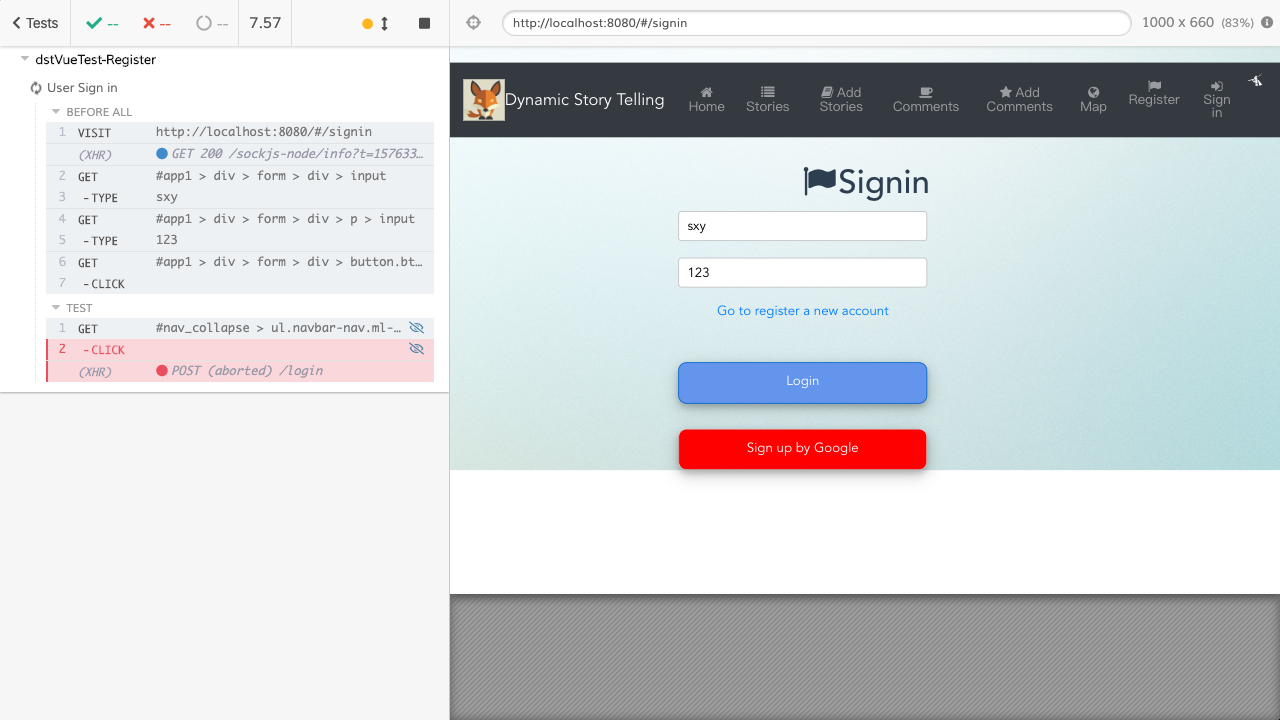 Tests
--
--
--
7.57
http://localhost:8080/#/signin
1000 x 660 (83%)
dstVueTest-Register
User Sign in
BEFORE ALL
1 VISIT http://localhost:8080/#/signin
(XHR) GET 200 /sockjs-node/info?t=157633…
2 GET #app1 > div > form > div > input
3 -TYPE sxy
4 GET #app1 > div > form > div > p > input
5 -TYPE 123
6 GET #app1 > div > form > div > button.bt…
7 -CLICK
TEST
1 GET #nav_collapse > ul.navbar-nav.ml-…
2 -CLICK
(XHR) POST (aborted) /login
Dynamic Story Telling
Home
Stories
Add
Stories
Comments
Add
Comments
Map
Register
Sign
in
Signin
sxy
123
Go to register a new account
Login
Sign up by Google